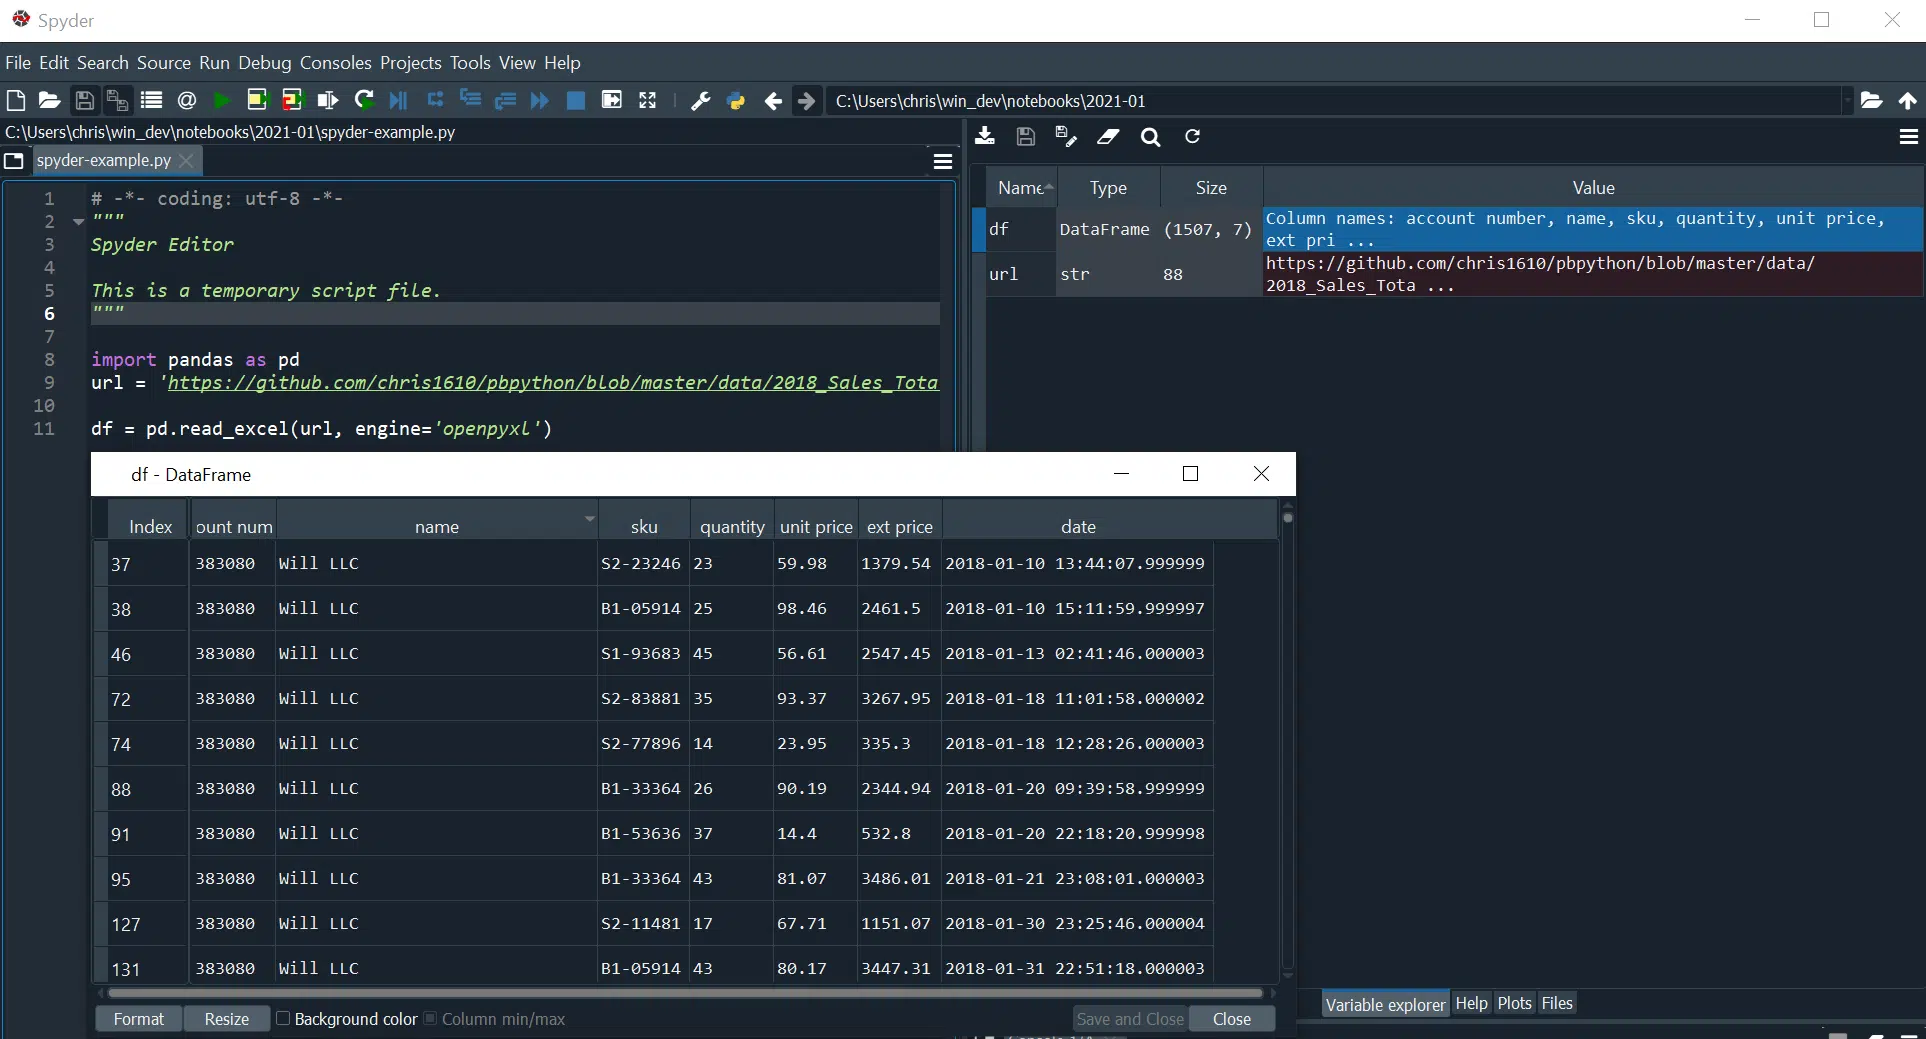 Spyder
File Edit Search Source Run Debug Consoles Projects Tools View Help
C:\Users\chris\win_dev\notebooks\2021-01
C:\Users\chris\win_dev\notebooks\2021-01\spyder-example.py
spyder-example.py
1 # -*- coding: utf-8 -*-
2 """
3 Spyder Editor
4
5 This is a temporary script file.
6 """
7
8 import pandas as pd
9 url = 'https://github.com/chris1610/pbpython/blob/master/data/2018_Sales_Tota
10
11 df = pd.read_excel(url, engine='openpyxl')
Name Type Size Value
df DataFrame (1507, 7) Column names: account number, name, sku, quantity, unit price,
ext pri ...
url str 88 https://github.com/chris1610/pbpython/blob/master/data/
2018_Sales_Tota ...
df - DataFrame
Index ount num name sku quantity unit price ext price date
37 383080 Will LLC S2-23246 23 59.98 1379.54 2018-01-10 13:44:07.999999
38 383080 Will LLC B1-05914 25 98.46 2461.5 2018-01-10 15:11:59.999997
46 383080 Will LLC S1-93683 45 56.61 2547.45 2018-01-13 02:41:46.000003
72 383080 Will LLC S2-83881 35 93.37 3267.95 2018-01-18 11:01:58.000002
74 383080 Will LLC S2-77896 14 23.95 335.3 2018-01-18 12:28:26.000003
88 383080 Will LLC B1-33364 26 90.19 2344.94 2018-01-20 09:39:58.999999
91 383080 Will LLC B1-53636 37 14.4 532.8 2018-01-20 22:18:20.999998
95 383080 Will LLC B1-33364 43 81.07 3486.01 2018-01-21 23:08:01.000003
127 383080 Will LLC S2-11481 17 67.71 1151.07 2018-01-30 23:25:46.000004
131 383080 Will LLC B1-05914 43 80.17 3447.31 2018-01-31 22:51:18.000003
Format Resize Background color Column min/max Save and Close Close
Variable explorer Help Plots Files